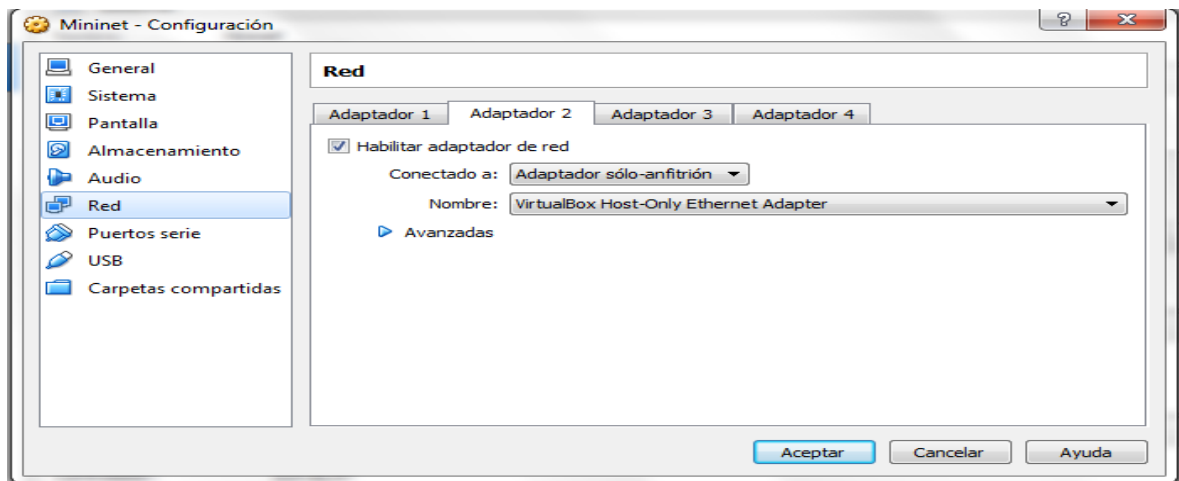 Mininet - Configuración
General
Sistema
Pantalla
Almacenamiento
Audio
Red
Puertos serie
USB
Carpetas compartidas
Red
Adaptador 1 Adaptador 2 Adaptador 3 Adaptador 4
Habilitar adaptador de red
Conectado a: Adaptador sólo-anfitrión
Nombre: VirtualBox Host-Only Ethernet Adapter
Avanzadas
Aceptar Cancelar Ayuda